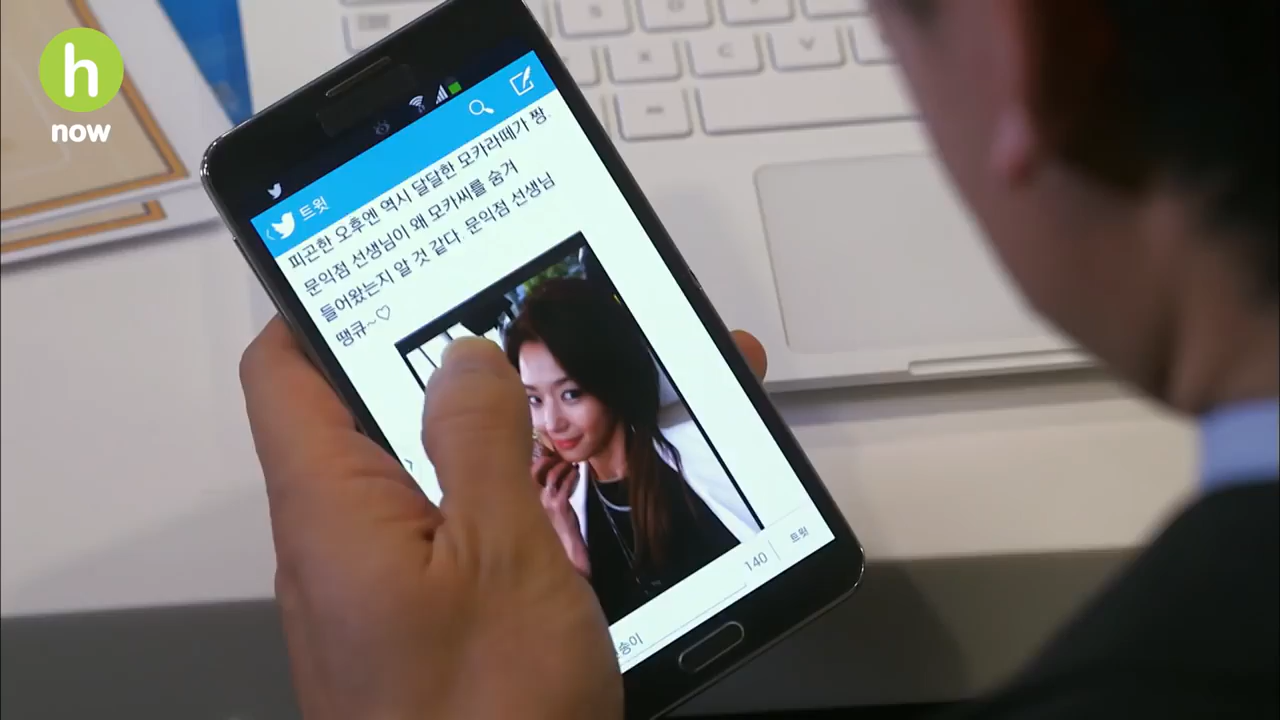 h
now
트윗
피곤한 오후엔 역시 달달한 모카라떼가 짱.
문익점 선생님이 왜 모카씨를 숨겨
들어왔는지 알 것 같다. 문익점 선생님
땡큐~♡
140
트윗
송이